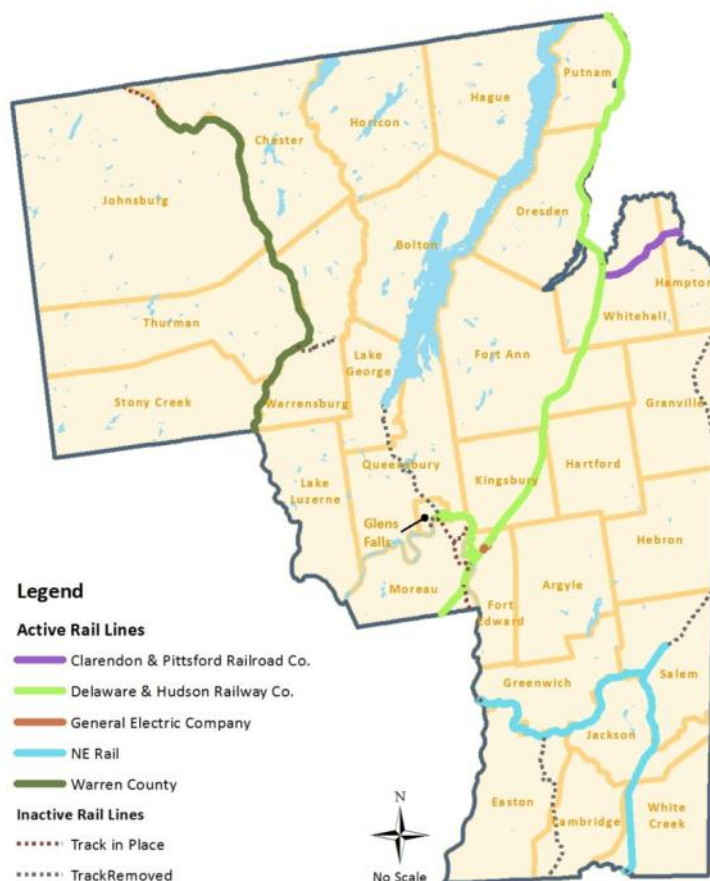 Putnam
Hague
Horicon
Chester
Johnsburg
Dresden
Bolton
Hampton
Whitehall
Thurman
Lake
George
Fort Ann
Stony Creek
Warrensburg
Granville
Queensbury
Kingsbury
Hartford
Lake
Luzerne
Glens
Falls
Hebron
Moreau
Argyle
Fort
Edward
Legend
Active Rail Lines
Clarendon & Pittsford Railroad Co.
Delaware & Hudson Railway Co.
General Electric Company
NE Rail
Warren County
Inactive Rail Lines
Track in Place
TrackRemoved
Greenwich
Salem
Jackson
Easton
Cambridge
White
Creek
N
No Scale